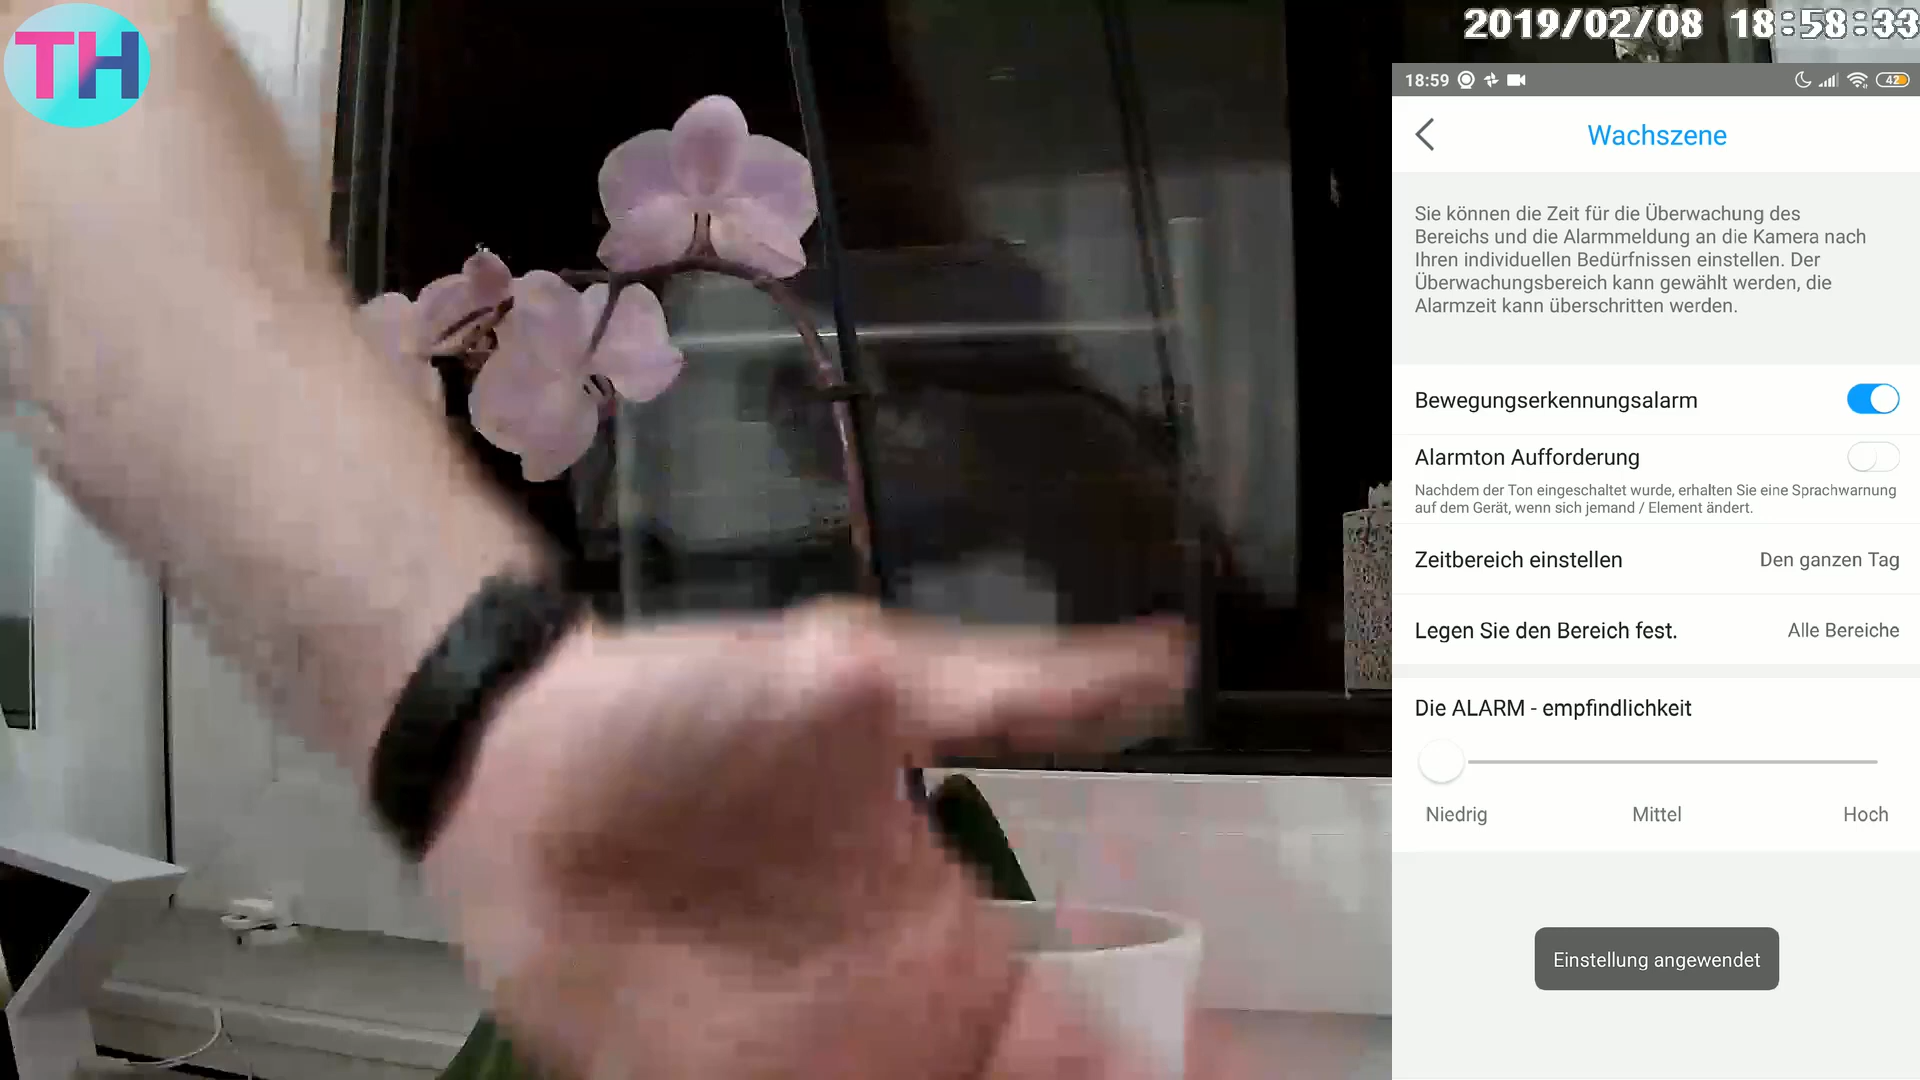 TH
2019/02/08 18:58:33
18:59
42
Wachszene
Sie können die Zeit für die Überwachung des
Bereichs und die Alarmmeldung an die Kamera nach
Ihren individuellen Bedürfnissen einstellen. Der
Überwachungsbereich kann gewählt werden, die
Alarmzeit kann überschritten werden.
Bewegungserkennungsalarm
Alarmton Aufforderung
Nachdem der Ton eingeschaltet wurde, erhalten Sie eine Sprachwarnung
auf dem Gerät, wenn sich jemand / Element ändert.
Zeitbereich einstellen Den ganzen Tag
Legen Sie den Bereich fest. Alle Bereiche
Die ALARM - empfindlichkeit
Niedrig Mittel Hoch
Einstellung angewendet